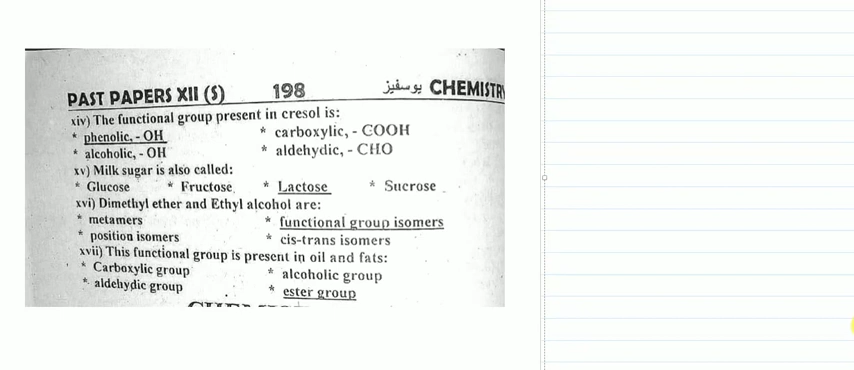 PAST PAPERS XII (S) 198 یوسفیز CHEMISTRY
xiv) The functional group present in cresol is:
* phenolic, - OH * carboxylic, - COOH
* alcoholic, - OH * aldehydic, - CHO
xv) Milk sugar is also called:
* Glucose * Fructose * Lactose * Sucrose
xvi) Dimethyl ether and Ethyl alcohol are:
* metamers * functional group isomers
* position isomers * cis-trans isomers
xvii) This functional group is present in oil and fats:
* Carboxylic group * alcoholic group
* aldehydic group * ester group